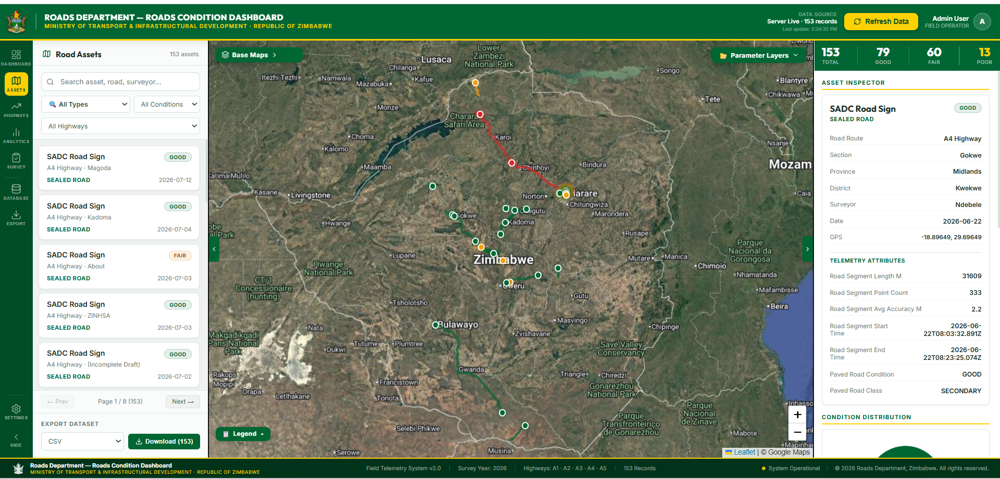 ROADS DEPARTMENT — ROADS CONDITION DASHBOARD
MINISTRY OF TRANSPORT & INFRASTRUCTURAL DEVELOPMENT · REPUBLIC OF ZIMBABWE
DATA SOURCE
Server Live · 153 records
Last update: 2:34:32 PM
Refresh Data
Admin User
FIELD OPERATOR
A
DASHBOARD
ASSETS
HIGHWAYS
ANALYTICS
SURVEY
DATABASE
EXPORT
SETTINGS
HIDE
Road Assets
153 assets
Search asset, road, surveyor...
All Types
All Conditions
All Highways
SADC Road Sign
GOOD
A4 Highway · Magoda
SEALED ROAD
2026-07-12
SADC Road Sign
GOOD
A4 Highway · Kadoma
SEALED ROAD
2026-07-04
SADC Road Sign
FAIR
A4 Highway · About
SEALED ROAD
2026-07-03
SADC Road Sign
GOOD
A4 Highway · ZINHSA
SEALED ROAD
2026-07-03
SADC Road Sign
GOOD
A4 Highway · (Incomplete Draft)
SEALED ROAD
2026-07-02
← Prev
Page 1 / 8 (153)
Next →
EXPORT DATASET
CSV
Download (153)
Base Maps
Parameter Layers
Lusaka
Lower
Zambezi
National Park
Chilanga
Kafue
Itezhi Tezhi
Namwala
Mazabuka
Songo
Blantyre
Chikwawa
Tete
Monze
Charara
Safari Area
Choma
Karoi
Kalomo
Nsanje
Maamba
Chinhoyi
Bindura
Mozam
Katima Mulilo
Kasane
Livingstone
Norton
Harare
Caia
Chitungwiza
Marondera
Gokwe
Chegutu
Kadoma
Hwange
Rusape
Lupane
Zimbabwe
Mutare
Manica
Parque
Nacional da
Gorongosa
Hwange
National Park
Chimoio
Nhamatanda
CT/1
Concessionaire
(hunting)
Gweru
Mafambisse
Tsholotsho
Gutu
Beira
Masvingo
Bulawayo
Chipinge
Zvishavane
Nata
Makgadikgadi
Pans National
Park
Tutume
Plumtree
Dukwi
Savé Valley
Conservancy
Gwanda
Triangle
Chiredzi
Rakops
Mopipi
Francistown
Orapa
Letlhakane
Tonota
Gonarezhou
National Park
Inhasso
Parque
Nacional
de Zinave
Parque
Transfronteiriço
de Gonarezhou
Selebi-Phikwe
Mabote
Musina
Serowe
Mapinhan
Legend
+
−
Leaflet | © Google Maps
153
TOTAL
79
GOOD
60
FAIR
13
POOR
ASSET INSPECTOR
SADC Road Sign
GOOD
SEALED ROAD
Road Route
A4 Highway
Section
Gokwe
Province
Midlands
District
Kwekwe
Surveyor
Ndebele
Date
2026-06-22
GPS
-18.89649, 29.69649
TELEMETRY ATTRIBUTES
Road Segment Length M
31609
Road Segment Point Count
333
Road Segment Avg Accuracy M
2.2
Road Segment Start Time
2026-06-22T08:03:32.891Z
Road Segment End Time
2026-06-22T08:23:25.074Z
Paved Road Condition
GOOD
Paved Road Class
SECONDARY
CONDITION DISTRIBUTION
Roads Department — Roads Condition Dashboard
MINISTRY OF TRANSPORT & INFRASTRUCTURAL DEVELOPMENT · REPUBLIC OF ZIMBABWE
Field Telemetry System v2.0
Survey Year: 2026
Highways: A1 · A2 · A3 · A4 · A5
153 Records
System Operational
© 2026 Roads Department, Zimbabwe. All rights reserved.